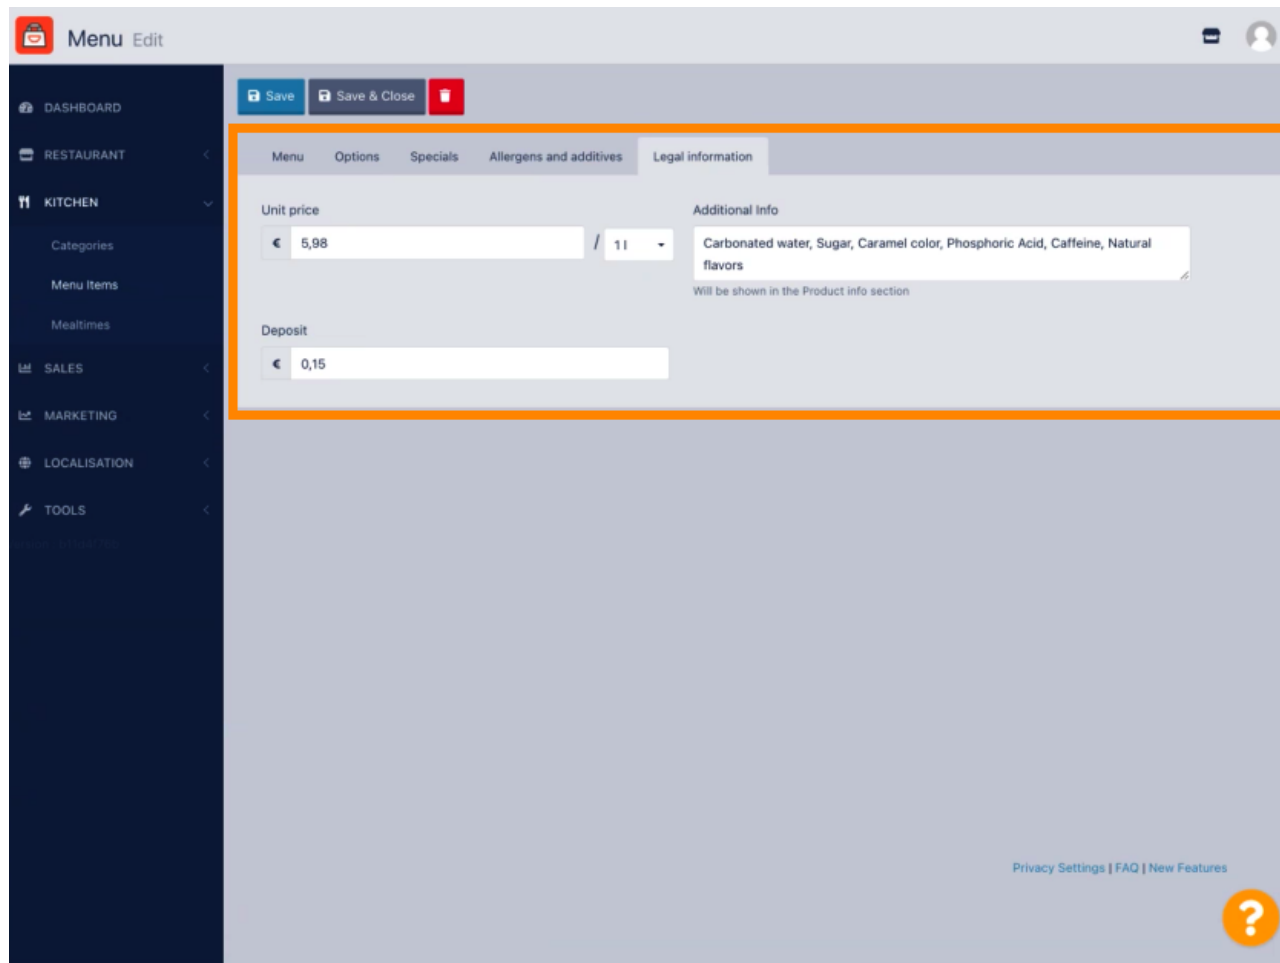 Menu Edit
Save
Save & Close
DASHBOARD
RESTAURANT
KITCHEN
Categories
Menu Items
Mealtimes
SALES
MARKETING
LOCALISATION
TOOLS
Menu
Options
Specials
Allergens and additives
Legal information
Unit price
€ 5,98 / 1 l
Additional Info
Carbonated water, Sugar, Caramel color, Phosphoric Acid, Caffeine, Natural
flavors
Will be shown in the Product info section
Deposit
€ 0,15
Privacy Settings | FAQ | New Features
?